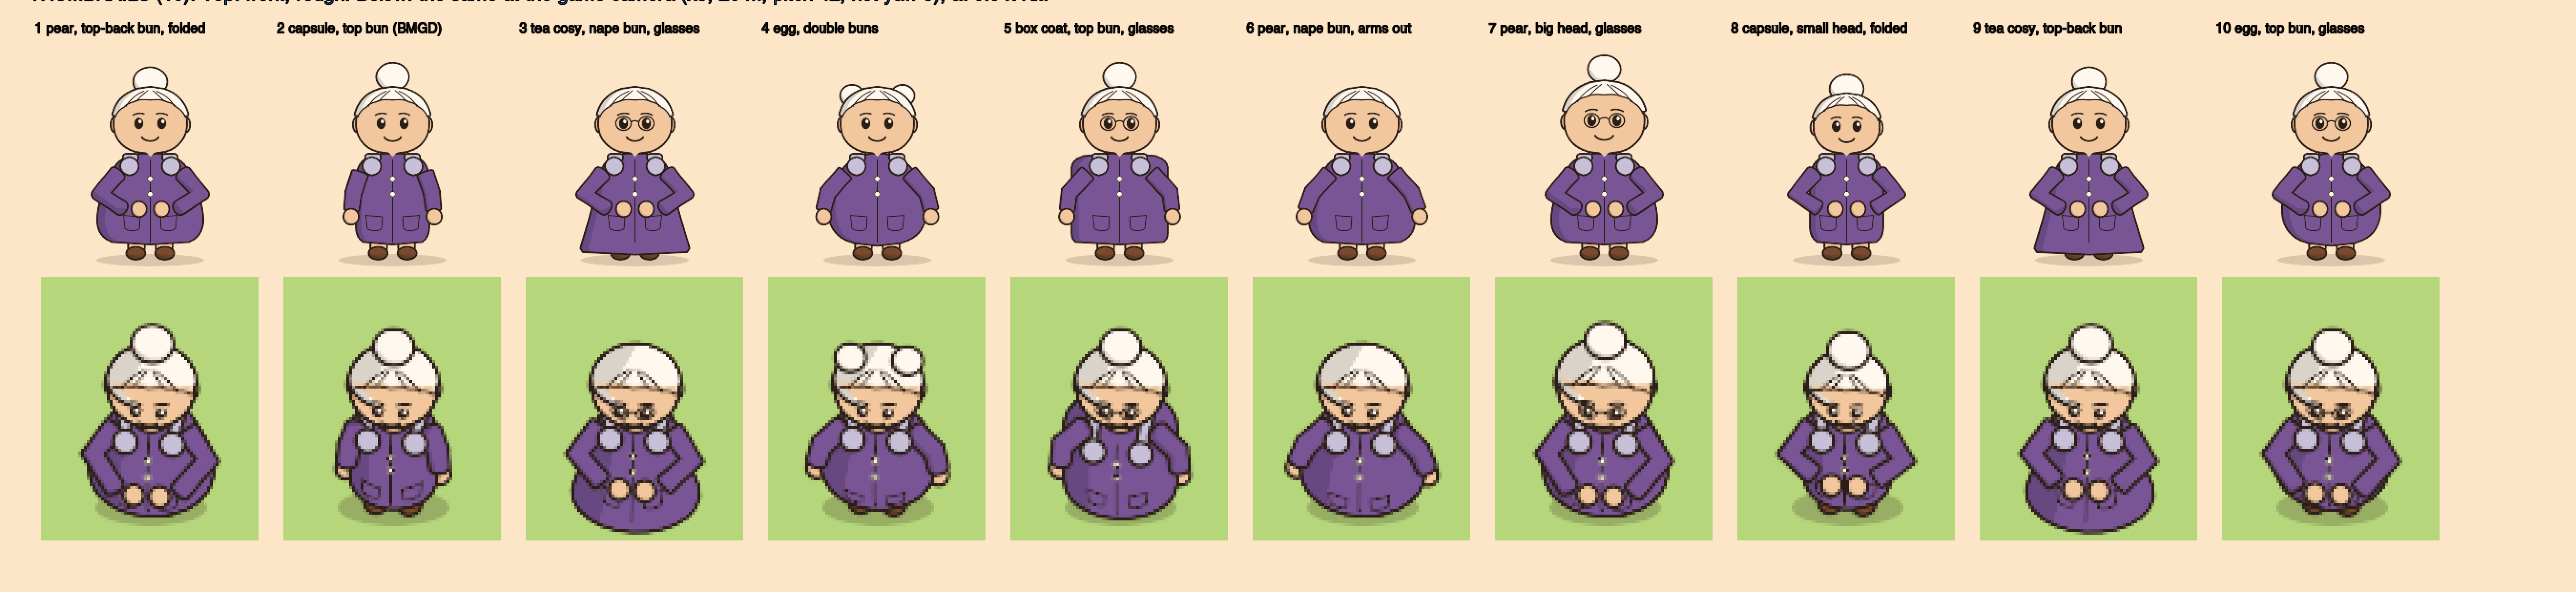 1 pear, top-back bun, folded
2 capsule, top bun (BMGD)
3 tea cosy, nape bun, glasses
4 egg, double buns
5 box coat, top bun, glasses
6 pear, nape bun, arms out
7 pear, big head, glasses
8 capsule, small head, folded
9 tea cosy, top-back bun
10 egg, top bun, glasses